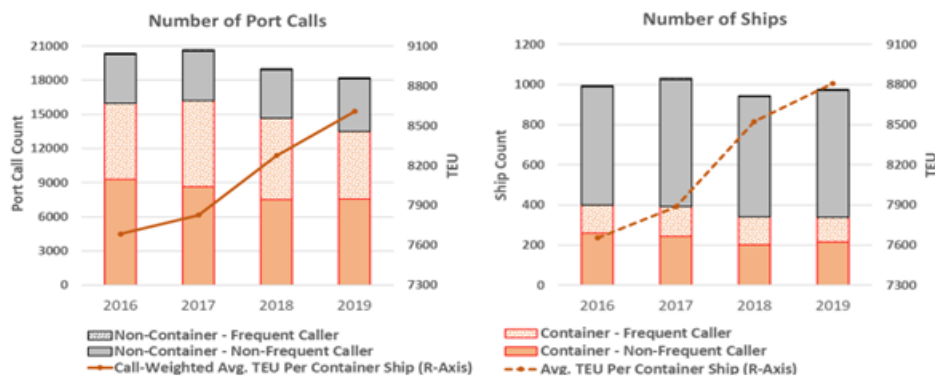 Number of Port Calls
21000
18000
15000
12000
9000
6000
3000
0
Port Call Count
9100
8800
8500
8200
7900
7600
7300
TEU
2016 2017 2018 2019
Non-Container - Frequent Caller
Non-Container - Non-Frequent Caller
Call-Weighted Avg. TEU Per Container Ship (R-Axis)
Number of Ships
1200
1000
800
600
400
200
0
Ship Count
9100
8800
8500
8200
7900
7600
7300
TEU
2016 2017 2018 2019
Container - Frequent Caller
Container - Non-Frequent Caller
Avg. TEU Per Container Ship (R-Axis)